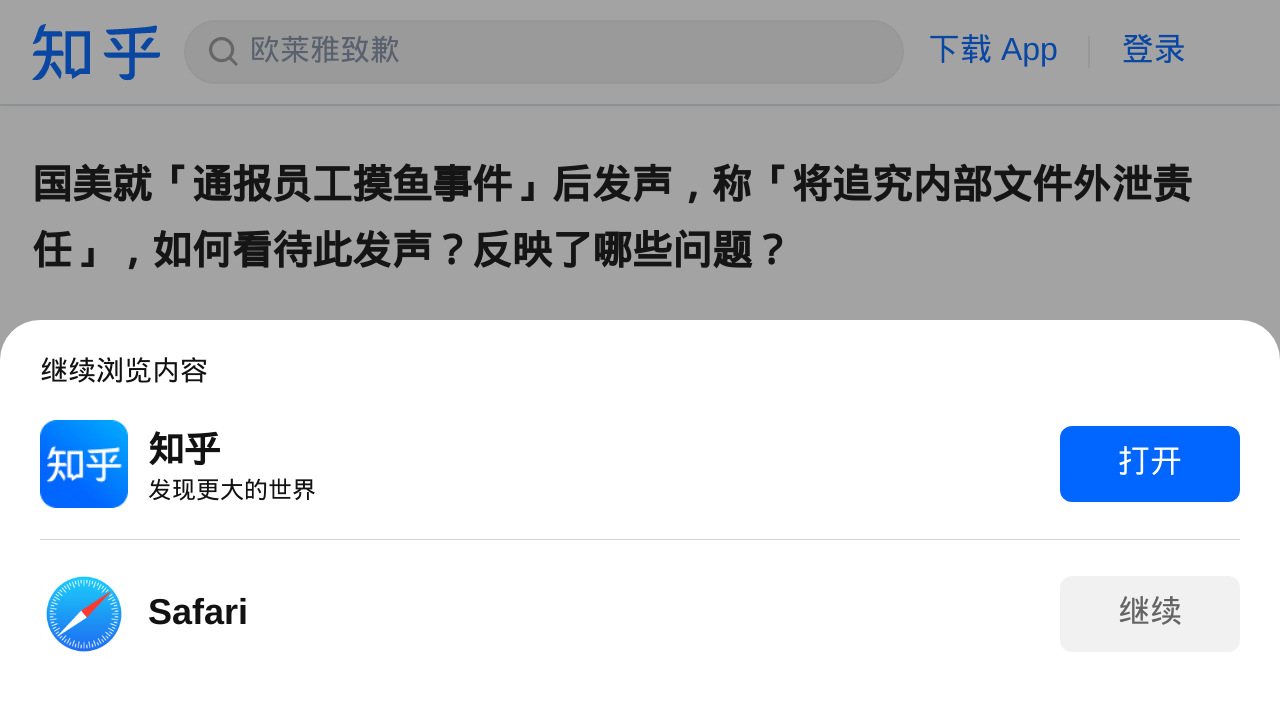 知乎
欧莱雅致歉
下载 App
登录
国美就「通报员工摸鱼事件」后发声，称「将追究内部文件外泄责
任」，如何看待此发声？反映了哪些问题？
继续浏览内容
知乎
知乎
发现更大的世界
打开
Safari
继续